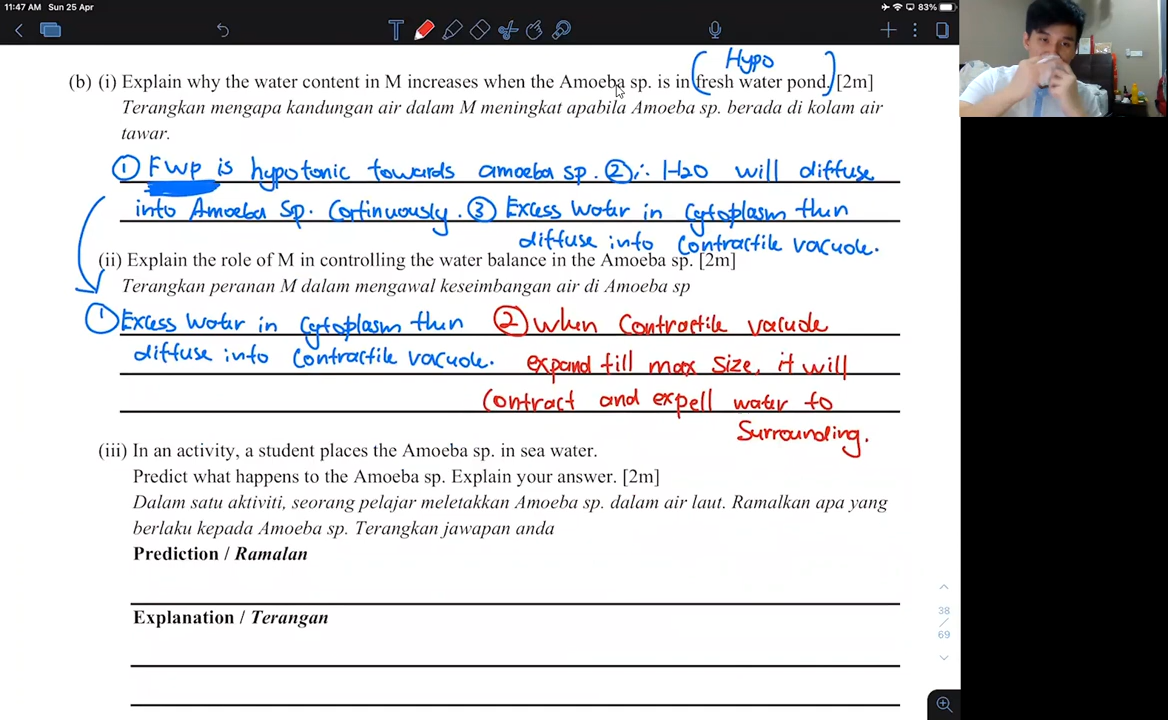 11:47 AM Sun 25 Apr
83%
Hypo
(b) (i) Explain why the water content in M increases when the Amoeba sp. is in (fresh water pond.) [2m]
Terangkan mengapa kandungan air dalam M meningkat apabila Amoeba sp. berada di kolam air
tawar.
① FWP is hypotonic towards amoeba sp. ② ∴ H2O will diffuse
into Amoeba sp. Continuously. ③ Excess water in cytoplasm then
diffuse into contractile vacuole.
(ii) Explain the role of M in controlling the water balance in the Amoeba sp. [2m]
Terangkan peranan M dalam mengawal keseimbangan air di Amoeba sp
① Excess water in cytoplasm then
diffuse into contractile vacuole.
② When Contractile vacuole
expand till max size, it will
Contract and expell water to
Surrounding.
(iii) In an activity, a student places the Amoeba sp. in sea water.
Predict what happens to the Amoeba sp. Explain your answer. [2m]
Dalam satu aktiviti, seorang pelajar meletakkan Amoeba sp. dalam air laut. Ramalkan apa yang
berlaku kepada Amoeba sp. Terangkan jawapan anda
Prediction / Ramalan
Explanation / Terangan
38
/
69